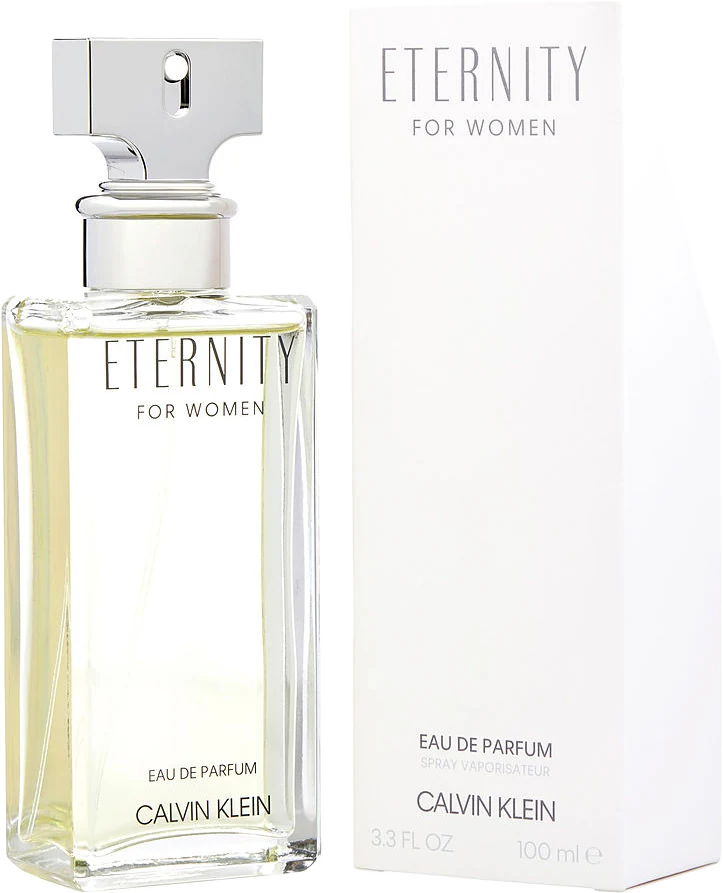 ETERNITY
FOR WOMEN
EAU DE PARFUM
CALVIN KLEIN
ETERNITY
FOR WOMEN
EAU DE PARFUM
SPRAY VAPORISATEUR
CALVIN KLEIN
3.3 FL OZ 100 ml ℮